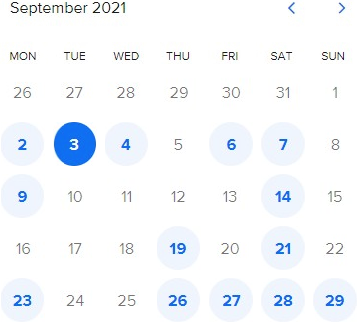 September 2021
MON TUE WED THU FRI SAT SUN
26 27 28 29 30 31 1
2 3 4 5 6 7 8
9 10 11 12 13 14 15
16 17 18 19 20 21 22
23 24 25 26 27 28 29